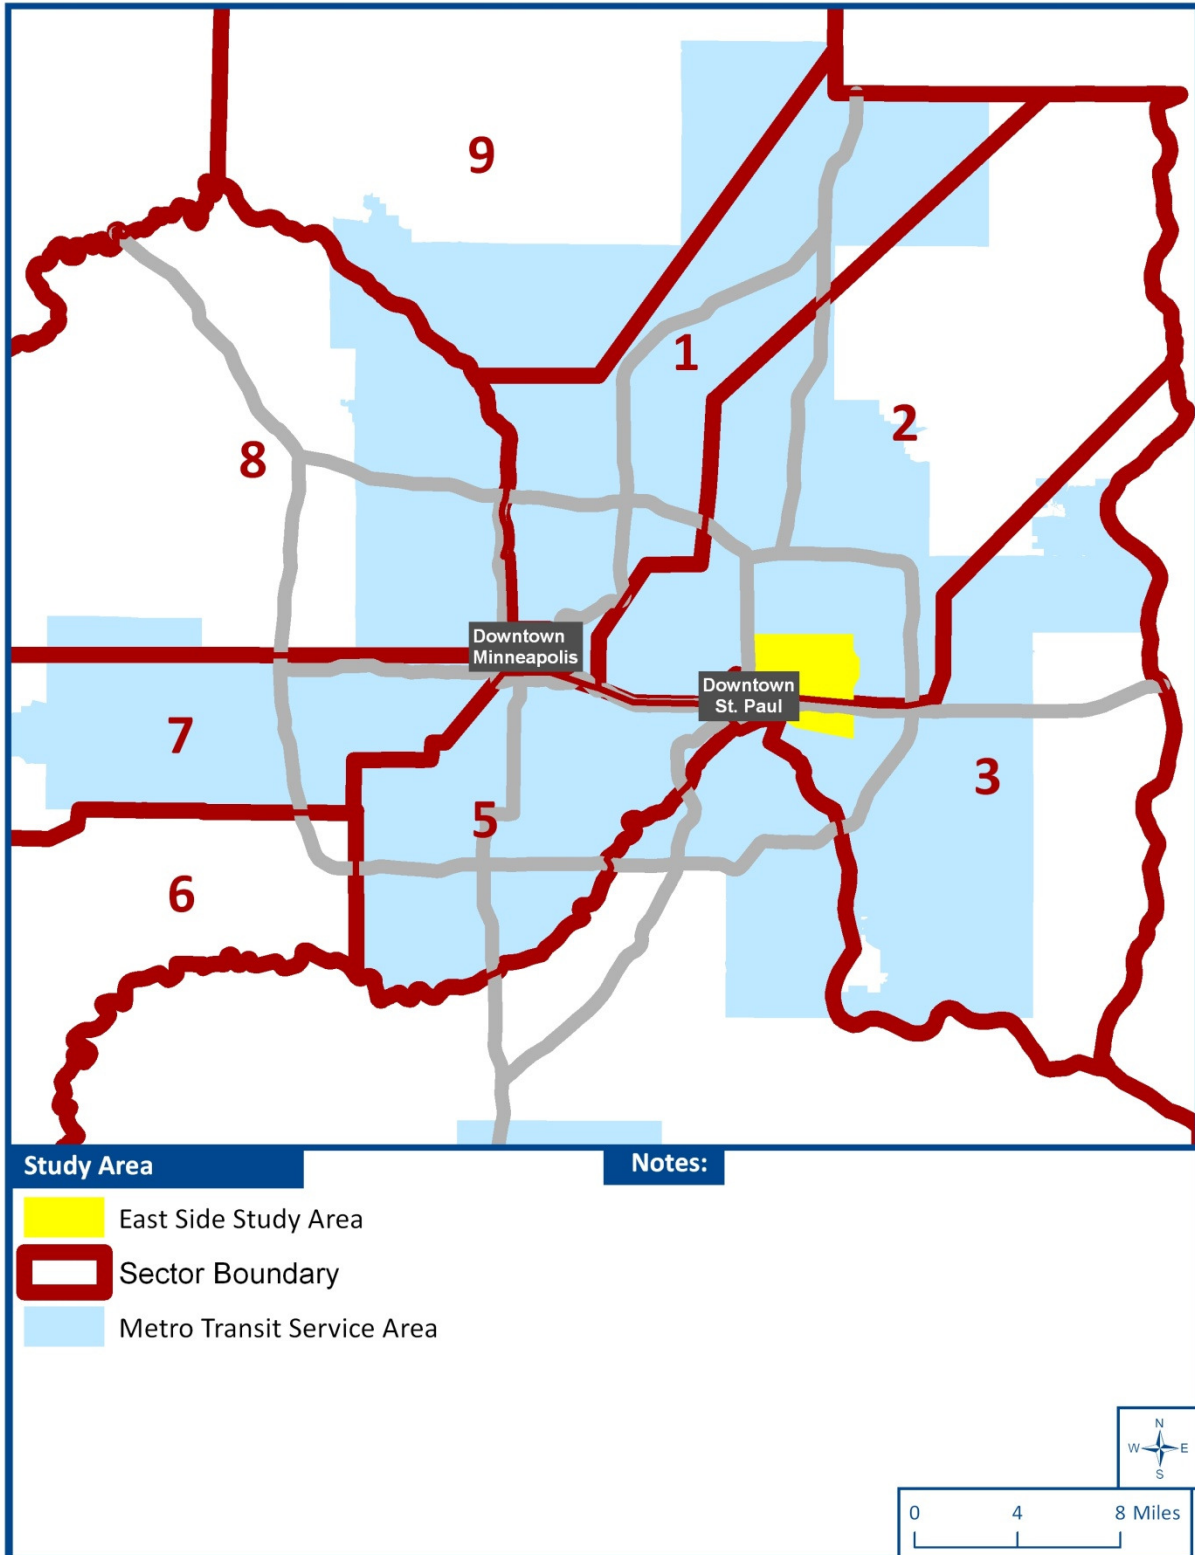 9
1
2
8
Downtown
Minneapolis
Downtown
St. Paul
7
3
5
6
Study Area
Notes:
East Side Study Area
Sector Boundary
Metro Transit Service Area
N
W E
S
0 4 8 Miles